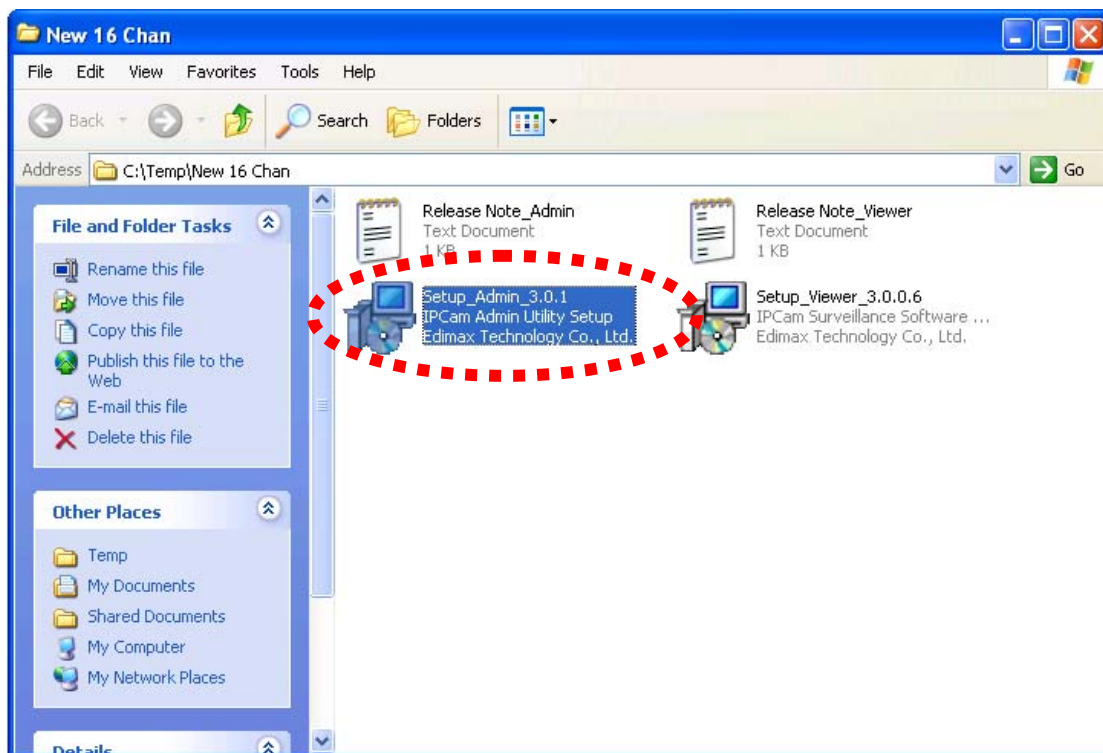 New 16 Chan
File Edit View Favorites Tools Help
Back Search Folders
Address C:\Temp\New 16 Chan Go
File and Folder Tasks
Rename this file
Move this file
Copy this file
Publish this file to the
Web
E-mail this file
Delete this file
Other Places
Temp
My Documents
Shared Documents
My Computer
My Network Places
Details
Release Note_Admin
Text Document
1 KB
Release Note_Viewer
Text Document
1 KB
Setup_Admin_3.0.1
IPCam Admin Utility Setup
Edimax Technology Co., Ltd.
Setup_Viewer_3.0.0.6
IPCam Surveillance Software ...
Edimax Technology Co., Ltd.